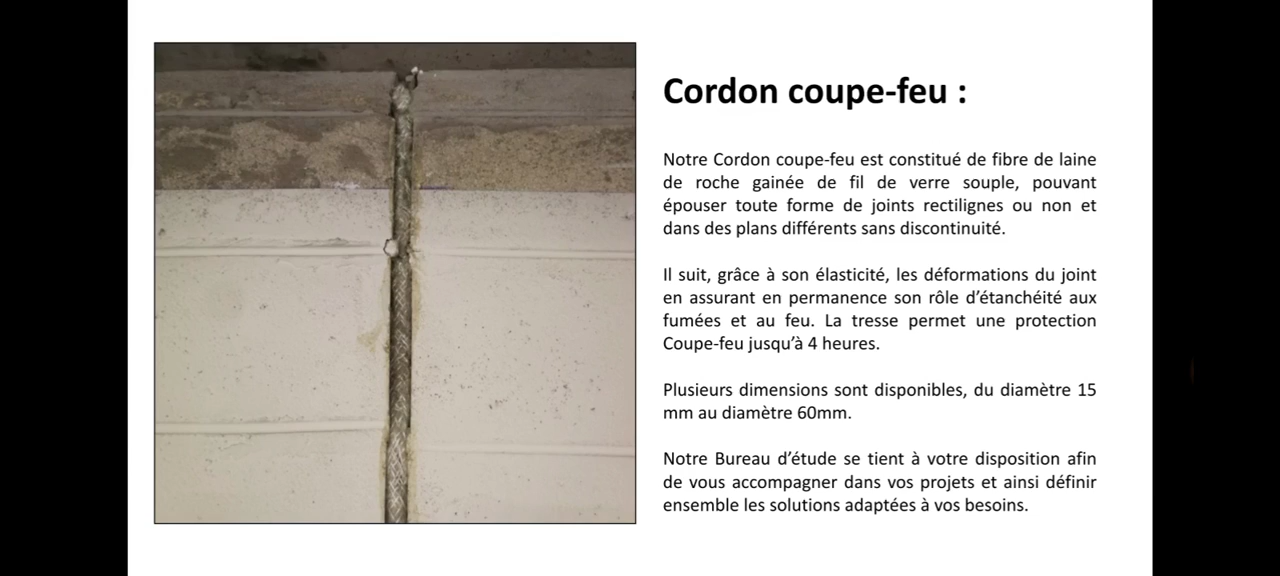 Cordon coupe-feu :
Notre Cordon coupe-feu est constitué de fibre de laine
de roche gainée de fil de verre souple, pouvant
épouser toute forme de joints rectilignes ou non et
dans des plans différents sans discontinuité.
Il suit, grâce à son élasticité, les déformations du joint
en assurant en permanence son rôle d’étanchéité aux
fumées et au feu. La tresse permet une protection
Coupe-feu jusqu’à 4 heures.
Plusieurs dimensions sont disponibles, du diamètre 15
mm au diamètre 60mm.
Notre Bureau d’étude se tient à votre disposition afin
de vous accompagner dans vos projets et ainsi définir
ensemble les solutions adaptées à vos besoins.